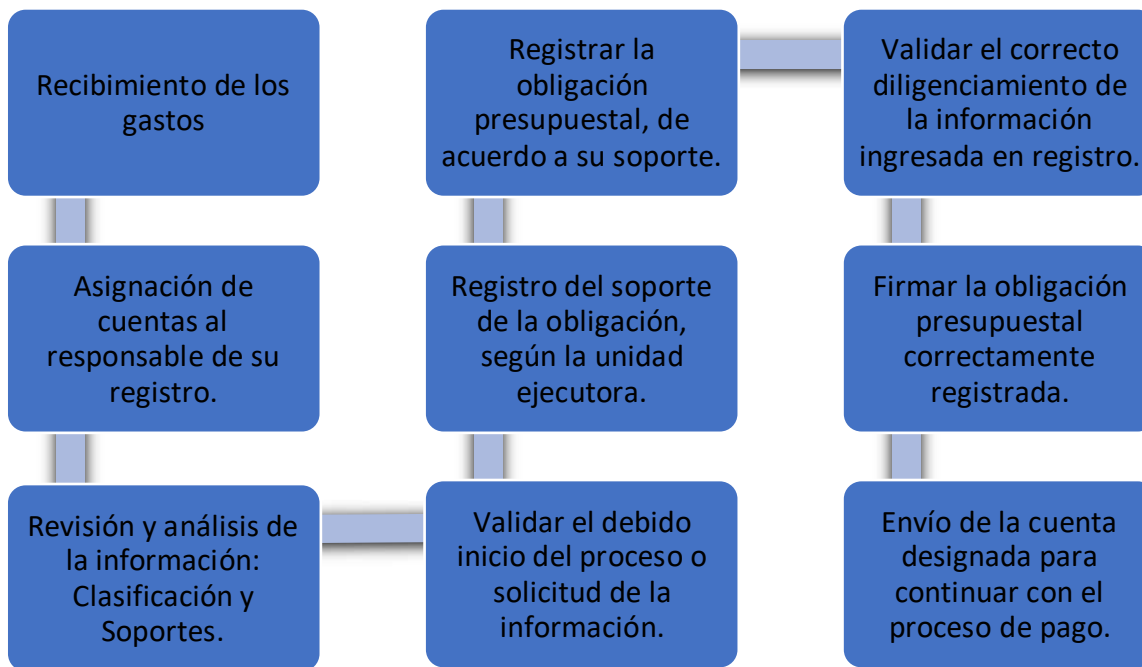 Recibimiento de los
gastos
Asignación de
cuentas al
responsable de su
registro.
Revisión y análisis de
la información:
Clasificación y
Soportes.
Validar el debido
inicio del proceso o
solicitud de la
información.
Registro del soporte
de la obligación,
según la unidad
ejecutora.
Registrar la
obligación
presupuestal, de
acuerdo a su soporte.
Validar el correcto
diligenciamiento de
la información
ingresada en registro.
Firmar la obligación
presupuestal
correctamente
registrada.
Envío de la cuenta
designada para
continuar con el
proceso de pago.